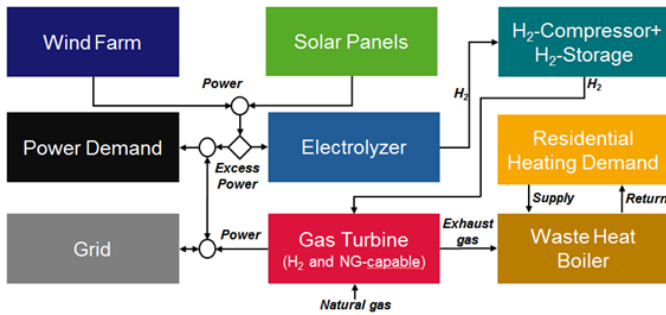 Wind Farm
Solar Panels
H₂-Compressor+
H₂-Storage
Power
H₂
H₂
Power Demand
Electrolyzer
Residential
Heating Demand
Excess
Power
Supply
Return
Grid
Power
Gas Turbine
(H₂ and NG-capable)
Exhaust
gas
Waste Heat
Boiler
Natural gas